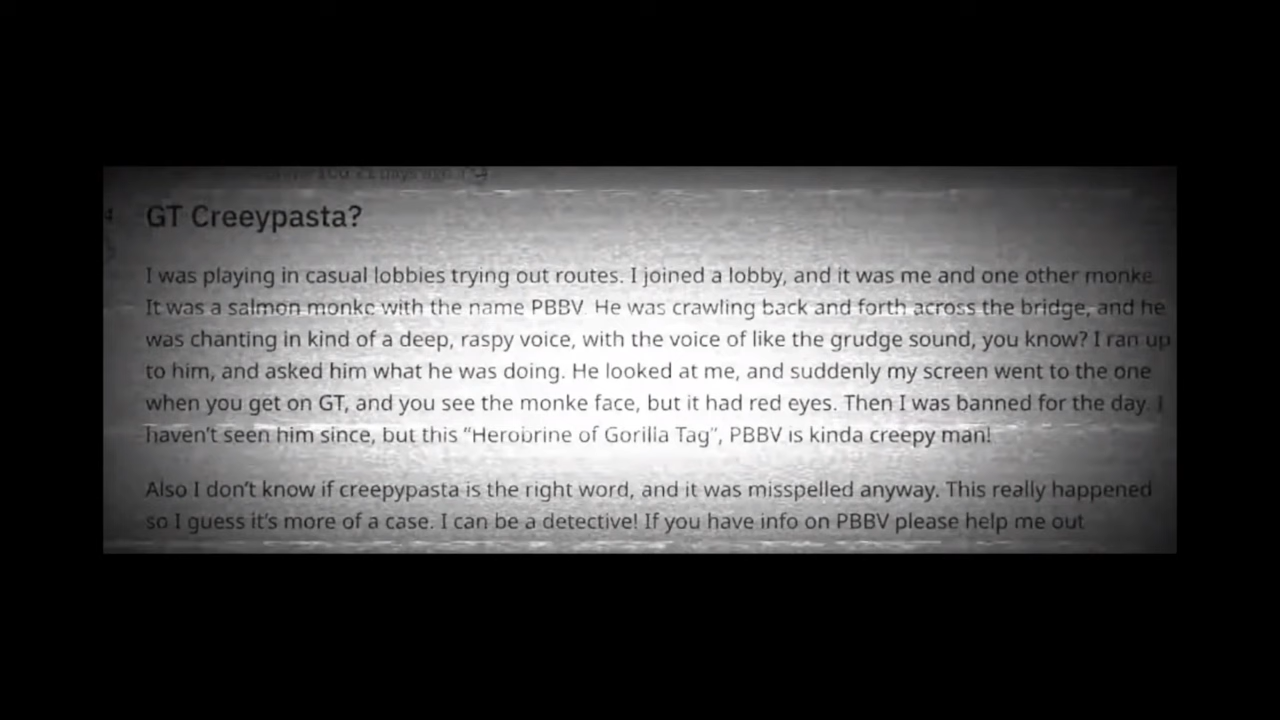 GT Creeypasta?
I was playing in casual lobbies trying out routes. I joined a lobby, and it was me and one other monke
It was a salmon monke with the name PBBV. He was crawling back and forth across the bridge, and he
was chanting in kind of a deep, raspy voice, with the voice of like the grudge sound, you know? I ran up
to him, and asked him what he was doing. He looked at me, and suddenly my screen went to the one
when you get on GT, and you see the monke face, but it had red eyes. Then I was banned for the day. I
haven't seen him since, but this “Herobrine of Gorilla Tag”, PBBV is kinda creepy man!
Also I don't know if creepypasta is the right word, and it was misspelled anyway. This really happened
so I guess it's more of a case. I can be a detective! If you have info on PBBV please help me out